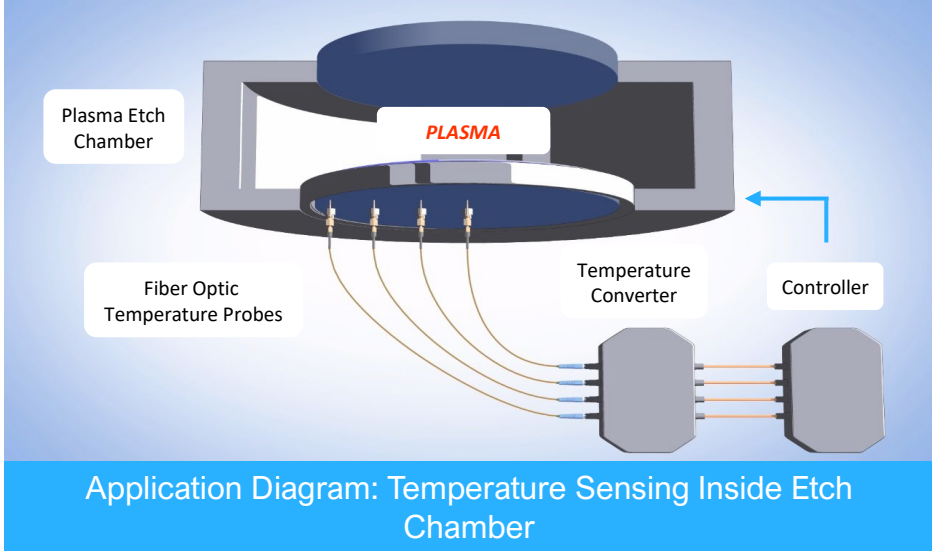 Plasma Etch
Chamber
PLASMA
Fiber Optic
Temperature Probes
Temperature
Converter
Controller
Application Diagram: Temperature Sensing Inside Etch
Chamber